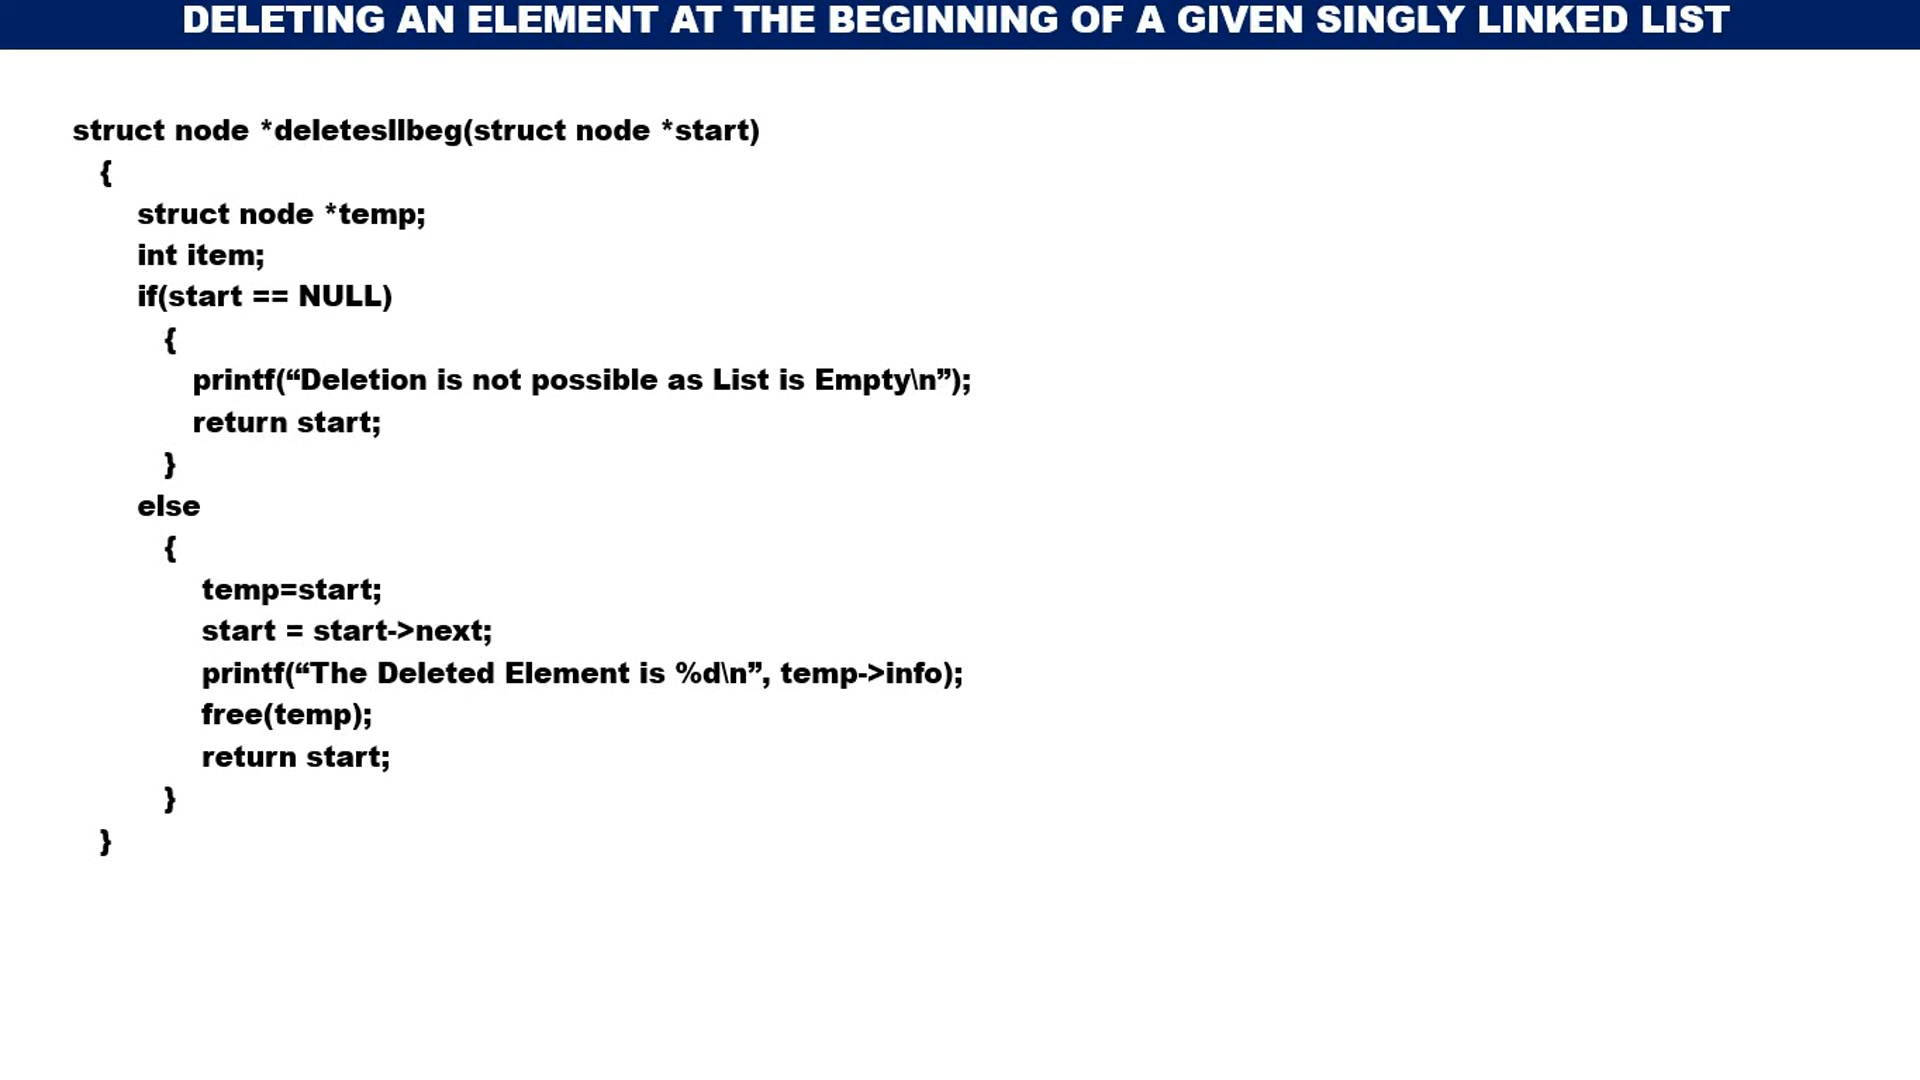 DELETING AN ELEMENT AT THE BEGINNING OF A GIVEN SINGLY LINKED LIST
struct node *deletesllbeg(struct node *start)
{
struct node *temp;
int item;
if(start == NULL)
{
printf(“Deletion is not possible as List is Empty\n”);
return start;
}
else
{
temp=start;
start = start->next;
printf(“The Deleted Element is %d\n”, temp->info);
free(temp);
return start;
}
}